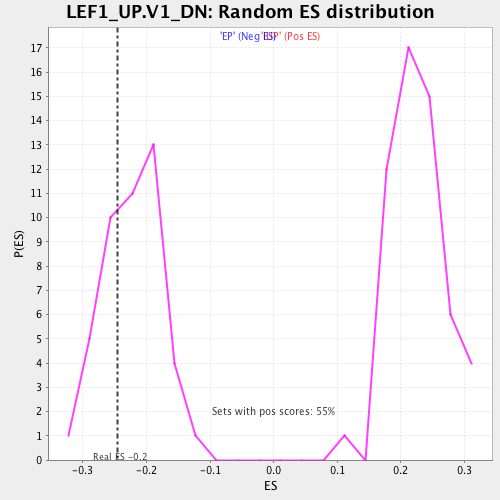 LEF1_UP.V1_DN: Random ES distribution
'EP' (Neg ES) (Pos ES)
17
16
15
14
13
12
11
10
9
8
7
6
5
4
3
2
1
0
P(ES)
Sets with pos scores: 55%
Real ES -0.2
-0.3 -0.2 -0.1 0.0 0.1 0.2 0.3
ES